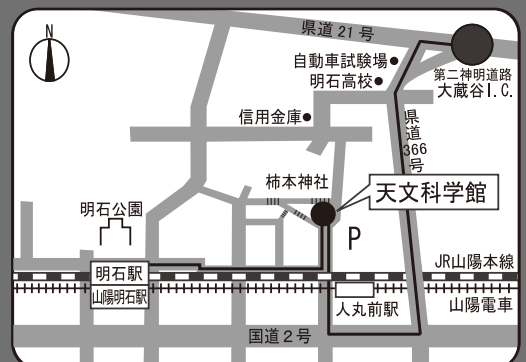 N
県道21号
自動車試験場
明石高校
第二神明道路
大蔵谷I.C.
信用金庫
県道366号
柿本神社
天文科学館
明石公園
P
明石駅
山陽明石駅
JR山陽本線
人丸前駅
山陽電車
国道2号